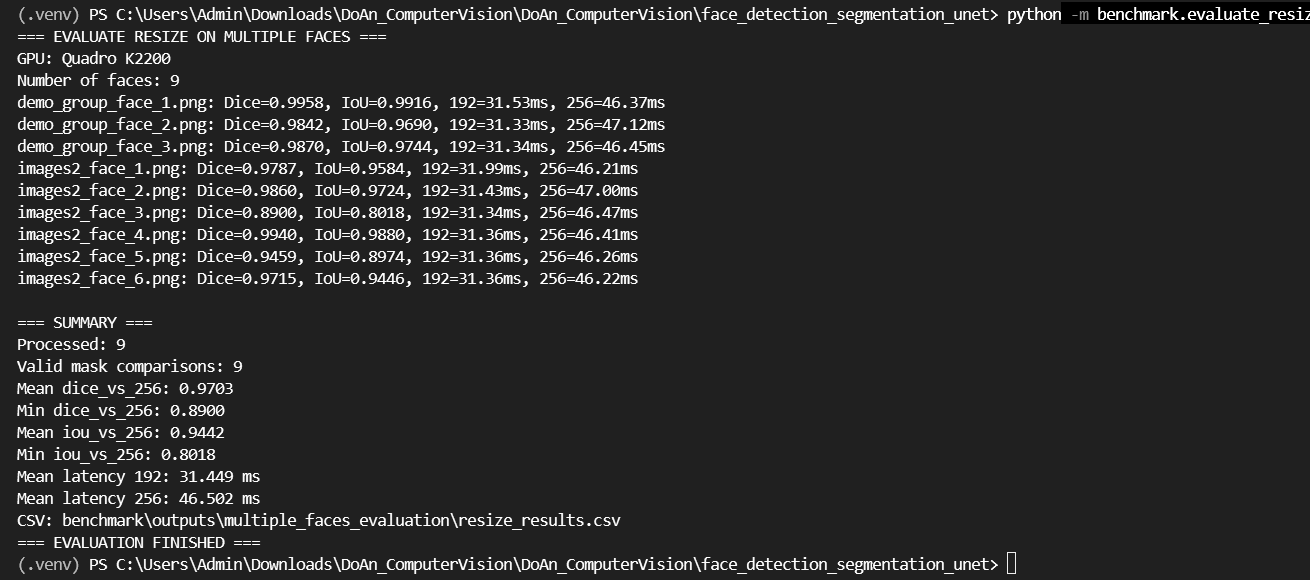 (.venv) PS C:\Users\Admin\Downloads\DoAn_ComputerVision\DoAn_ComputerVision\face_detection_segmentation_unet> python -m benchmark.evaluate_resiz
=== EVALUATE RESIZE ON MULTIPLE FACES ===
GPU: Quadro K2200
Number of faces: 9
demo_group_face_1.png: Dice=0.9958, IoU=0.9916, 192=31.53ms, 256=46.37ms
demo_group_face_2.png: Dice=0.9842, IoU=0.9690, 192=31.33ms, 256=47.12ms
demo_group_face_3.png: Dice=0.9870, IoU=0.9744, 192=31.34ms, 256=46.45ms
images2_face_1.png: Dice=0.9787, IoU=0.9584, 192=31.99ms, 256=46.21ms
images2_face_2.png: Dice=0.9860, IoU=0.9724, 192=31.43ms, 256=47.00ms
images2_face_3.png: Dice=0.8900, IoU=0.8018, 192=31.34ms, 256=46.47ms
images2_face_4.png: Dice=0.9940, IoU=0.9880, 192=31.36ms, 256=46.41ms
images2_face_5.png: Dice=0.9459, IoU=0.8974, 192=31.36ms, 256=46.26ms
images2_face_6.png: Dice=0.9715, IoU=0.9446, 192=31.36ms, 256=46.22ms
=== SUMMARY ===
Processed: 9
Valid mask comparisons: 9
Mean dice_vs_256: 0.9703
Min dice_vs_256: 0.8900
Mean iou_vs_256: 0.9442
Min iou_vs_256: 0.8018
Mean latency 192: 31.449 ms
Mean latency 256: 46.502 ms
CSV: benchmark\outputs\multiple_faces_evaluation\resize_results.csv
=== EVALUATION FINISHED ===
(.venv) PS C:\Users\Admin\Downloads\DoAn_ComputerVision\DoAn_ComputerVision\face_detection_segmentation_unet>